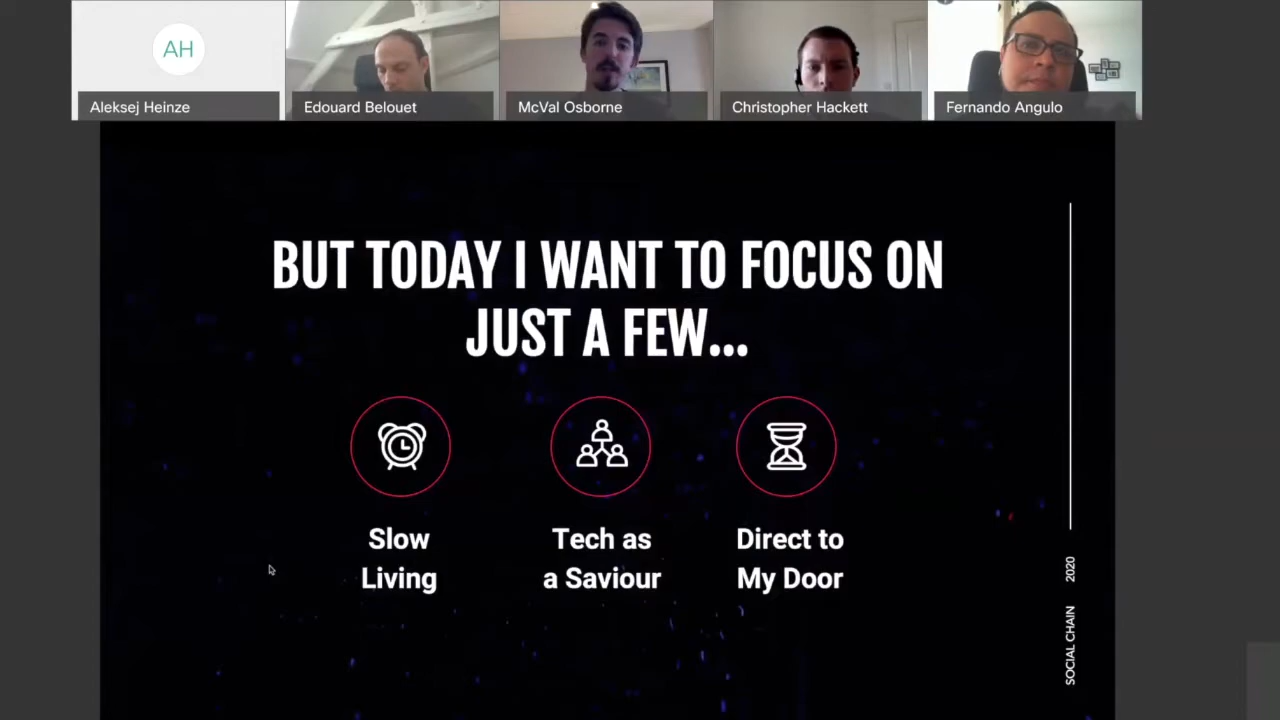 AH
Aleksej Heinze
Edouard Belouet
McVal Osborne
Christopher Hackett
Fernando Angulo
BUT TODAY I WANT TO FOCUS ON
JUST A FEW...
Slow
Living
Tech as
a Saviour
Direct to
My Door
SOCIAL CHAIN 2020